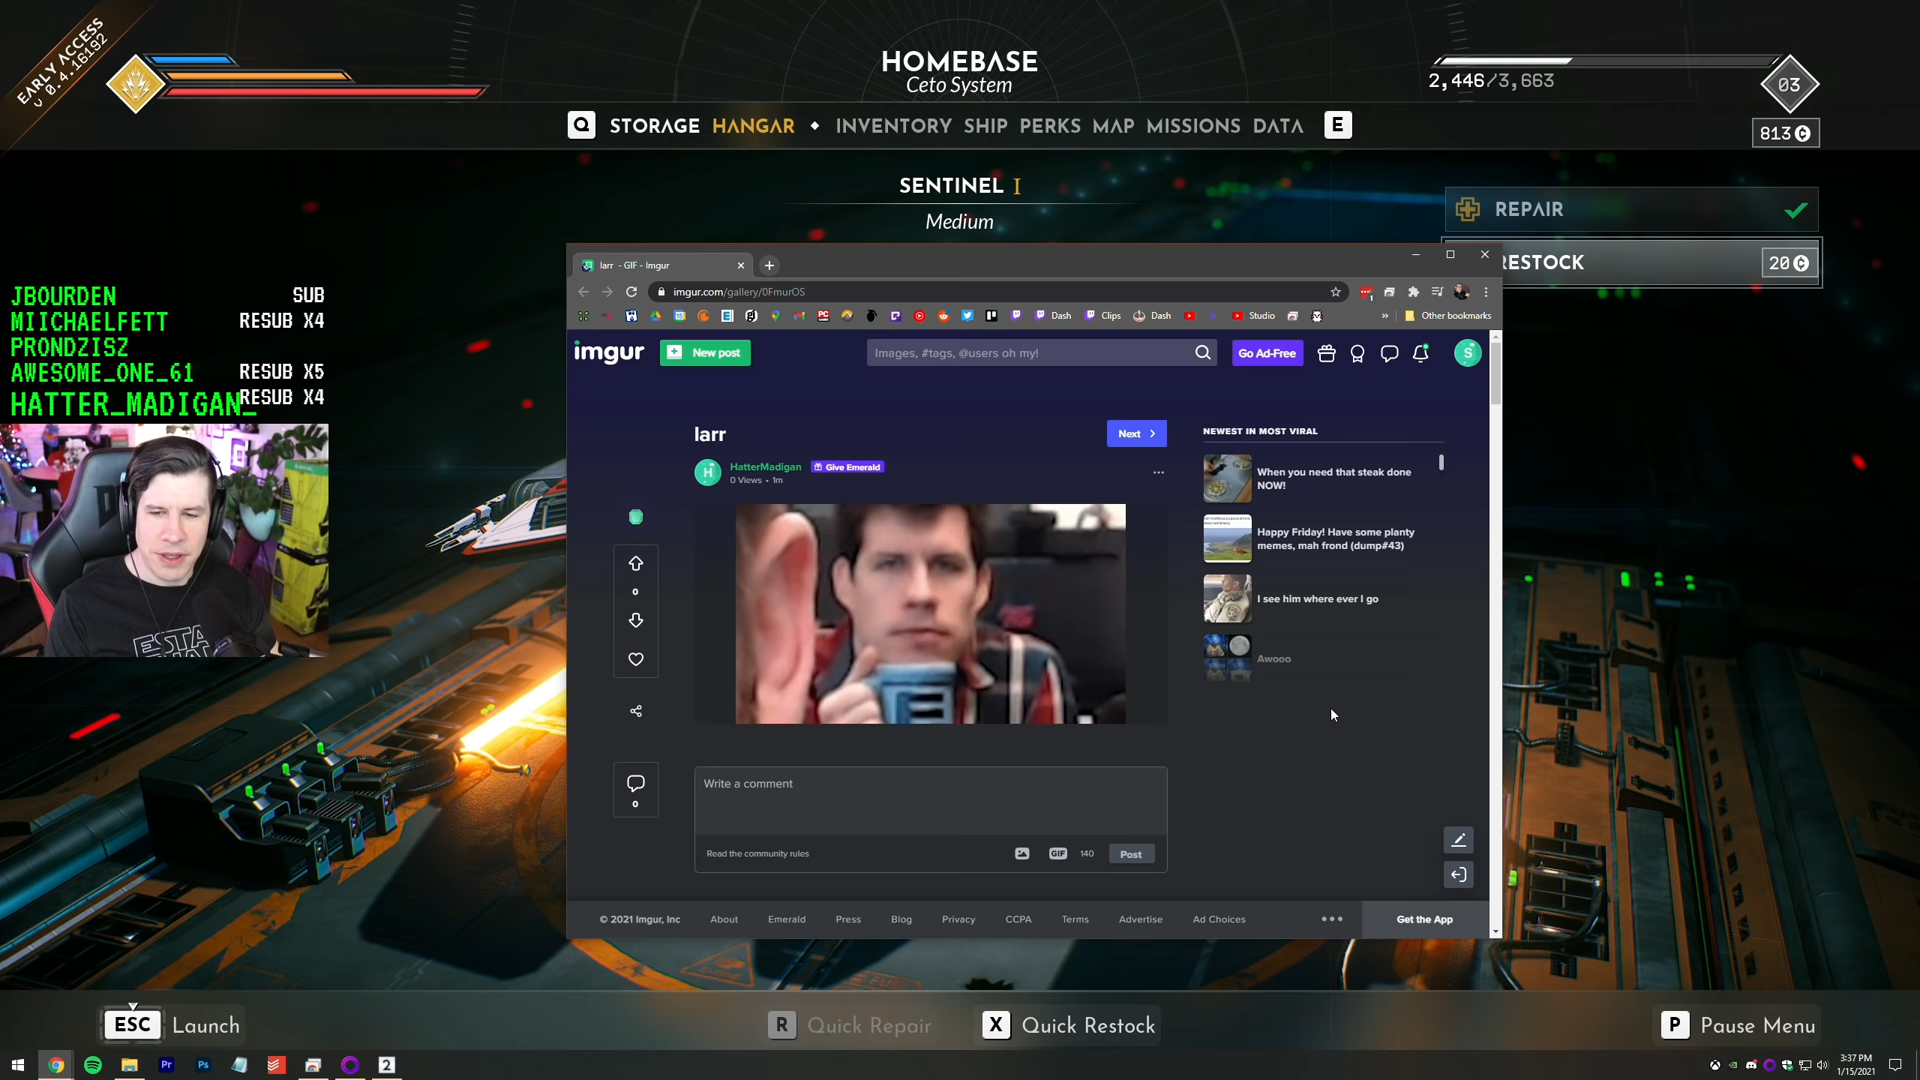 EARLY ACCESS
v 0.4.16192
HOMEBASE
Ceto System
2,446/3,663
03
813
Q STORAGE HANGAR INVENTORY SHIP PERKS MAP MISSIONS DATA E
SENTINEL I
Medium
REPAIR
RESTOCK 20
JBOURDEN SUB
MIICHAELFETT RESUB X4
PRONDZISZ
AWESOME_ONE_61 RESUB X5
HATTER_MADIGAN_ RESUB X4
larr - GIF - Imgur
imgur.com/gallery/0FmurOS
Dash Clips Dash Studio » Other bookmarks
imgur New post Images, #tags, @users oh my! Go Ad-Free S
larr
Next
H HatterMadigan Give Emerald
0 Views • 1m
0
NEWEST IN MOST VIRAL
When you need that steak done
NOW!
Happy Friday! Have some planty
memes, mah frond (dump#43)
I see him where ever I go
Awooo
0
Write a comment
Read the community rules GIF 140 Post
© 2021 Imgur, Inc About Emerald Press Blog Privacy CCPA Terms Advertise Ad Choices ••• Get the App
ESC Launch
R Quick Repair
X Quick Restock
P Pause Menu
Pr Ps 2
3:37 PM
1/15/2021